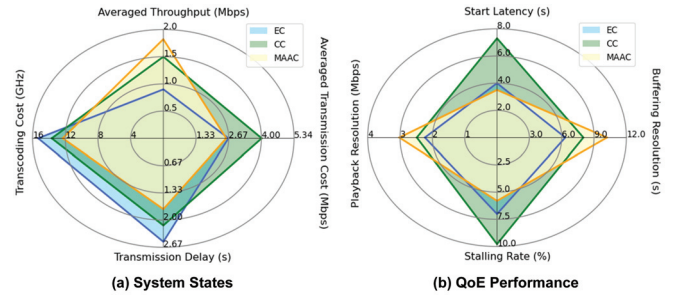 Averaged Throughput (Mbps)
2.0
1.5
1.0
0.5
EC
CC
MAAC
Transcoding Cost (GHz)
16 12 8 4
1.33 2.67 4.00 5.34
Averaged Transmission Cost (Mbps)
0.67
1.33
2.00
2.67
Transmission Delay (s)
(a) System States
Start Latency (s)
8.0
6.0
4.0
2.0
EC
CC
MAAC
Playback Resolution (Mbps)
4 3 2 1
3.0 6.0 9.0 12.0
Buffering Resolution (s)
2.5
5.0
7.5
10.0
Stalling Rate (%)
(b) QoE Performance